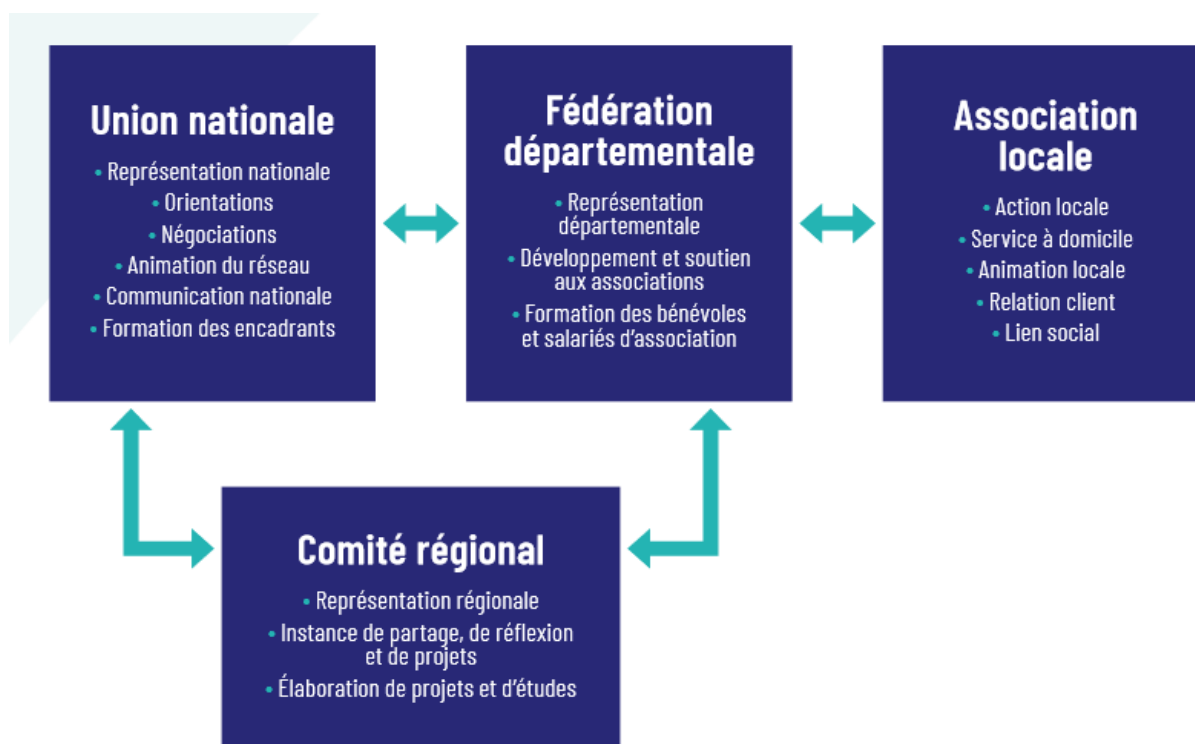 Union nationale
• Représentation nationale
• Orientations
• Négociations
• Animation du réseau
• Communication nationale
• Formation des encadrants
Fédération
départementale
• Représentation
départementale
• Développement et soutien
aux associations
• Formation des bénévoles
et salariés d'association
Association
locale
• Action locale
• Service à domicile
• Animation locale
• Relation client
• Lien social
Comité régional
• Représentation régionale
• Instance de partage, de réflexion
et de projets
• Élaboration de projets et d'études